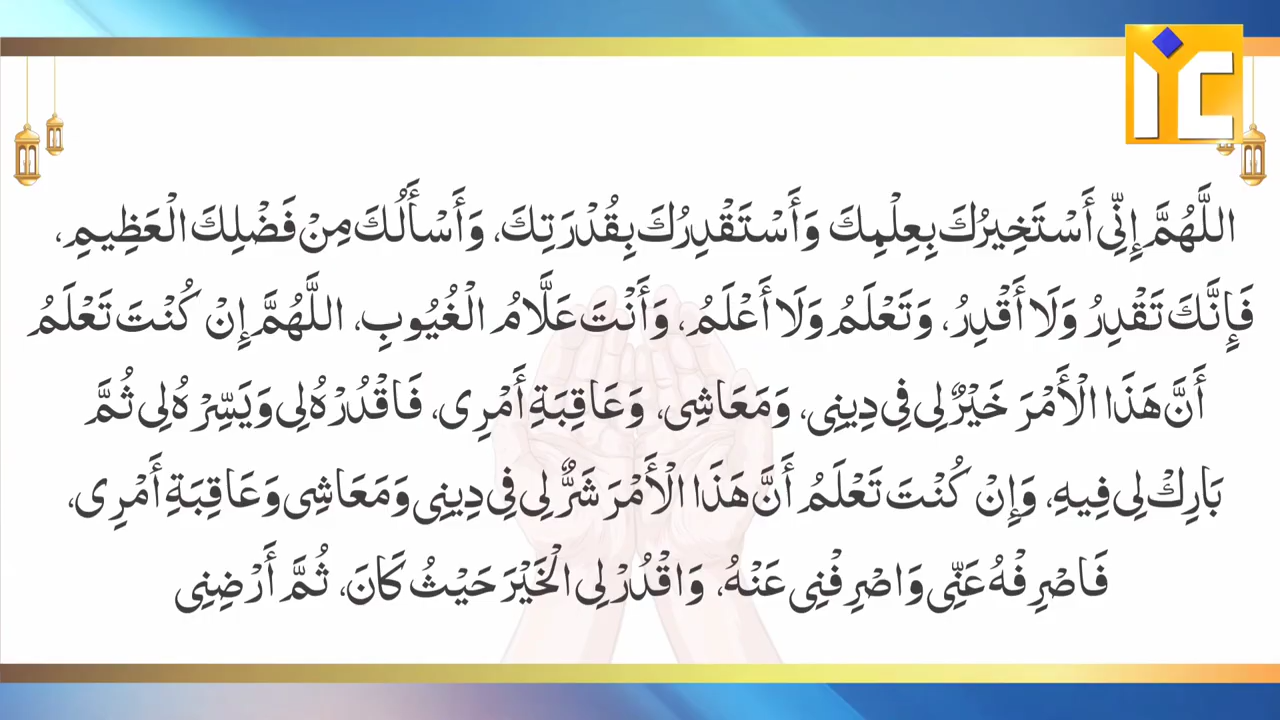 اللَّهُمَّ إِنِّي أَسْتَخِيرُكَ بِعِلْمِكَ وَأَسْتَقْدِرُكَ بِقُدْرَتِكَ، وَأَسْأَلُكَ مِنْ فَضْلِكَ الْعَظِيمِ،
فَإِنَّكَ تَقْدِرُ وَلَا أَقْدِرُ، وَتَعْلَمُ وَلَا أَعْلَمُ، وَأَنْتَ عَلَّامُ الْغُيُوبِ، اللَّهُمَّ إِنْ كُنْتَ تَعْلَمُ
أَنَّ هَذَا الْأَمْرَ خَيْرٌ لِي فِي دِينِي، وَمَعَاشِي، وَعَاقِبَةِ أَمْرِي، فَاقْدُرْهُ لِي وَيَسِّرْهُ لِي ثُمَّ
بَارِكْ لِي فِيهِ، وَإِنْ كُنْتَ تَعْلَمُ أَنَّ هَذَا الْأَمْرَ شَرٌّ لِي فِي دِينِي وَمَعَاشِي وَعَاقِبَةِ أَمْرِي،
فَاصْرِفْهُ عَنِّي وَاصْرِفْنِي عَنْهُ، وَاقْدُرْ لِي الْخَيْرَ حَيْثُ كَانَ، ثُمَّ أَرْضِنِي